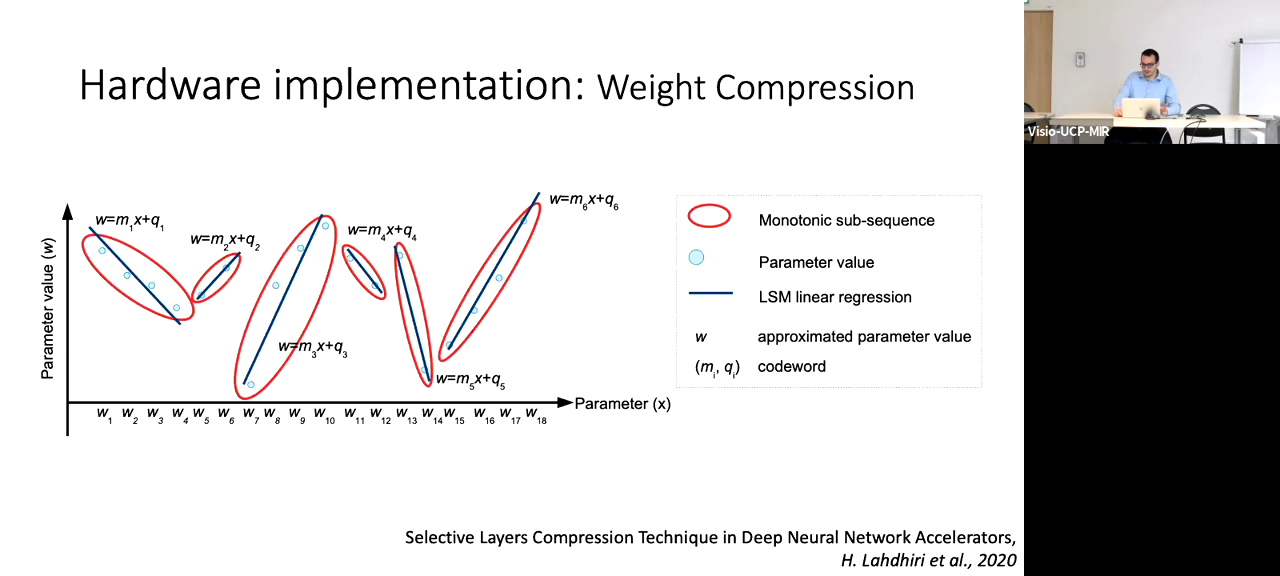 Hardware implementation: Weight Compression
Visio-UCP-MIR
w=m1x+q1
w=m2x+q2
w=m3x+q3
w=m4x+q4
w=m5x+q5
w=m6x+q6
Parameter value (w)
w1 w2 w3 w4 w5 w6 w7 w8 w9 w10 w11 w12 w13 w14 w15 w16 w17 w18
Parameter (x)
Monotonic sub-sequence
Parameter value
LSM linear regression
w approximated parameter value
(mi, qi) codeword
Selective Layers Compression Technique in Deep Neural Network Accelerators,
H. Lahdhiri et al., 2020